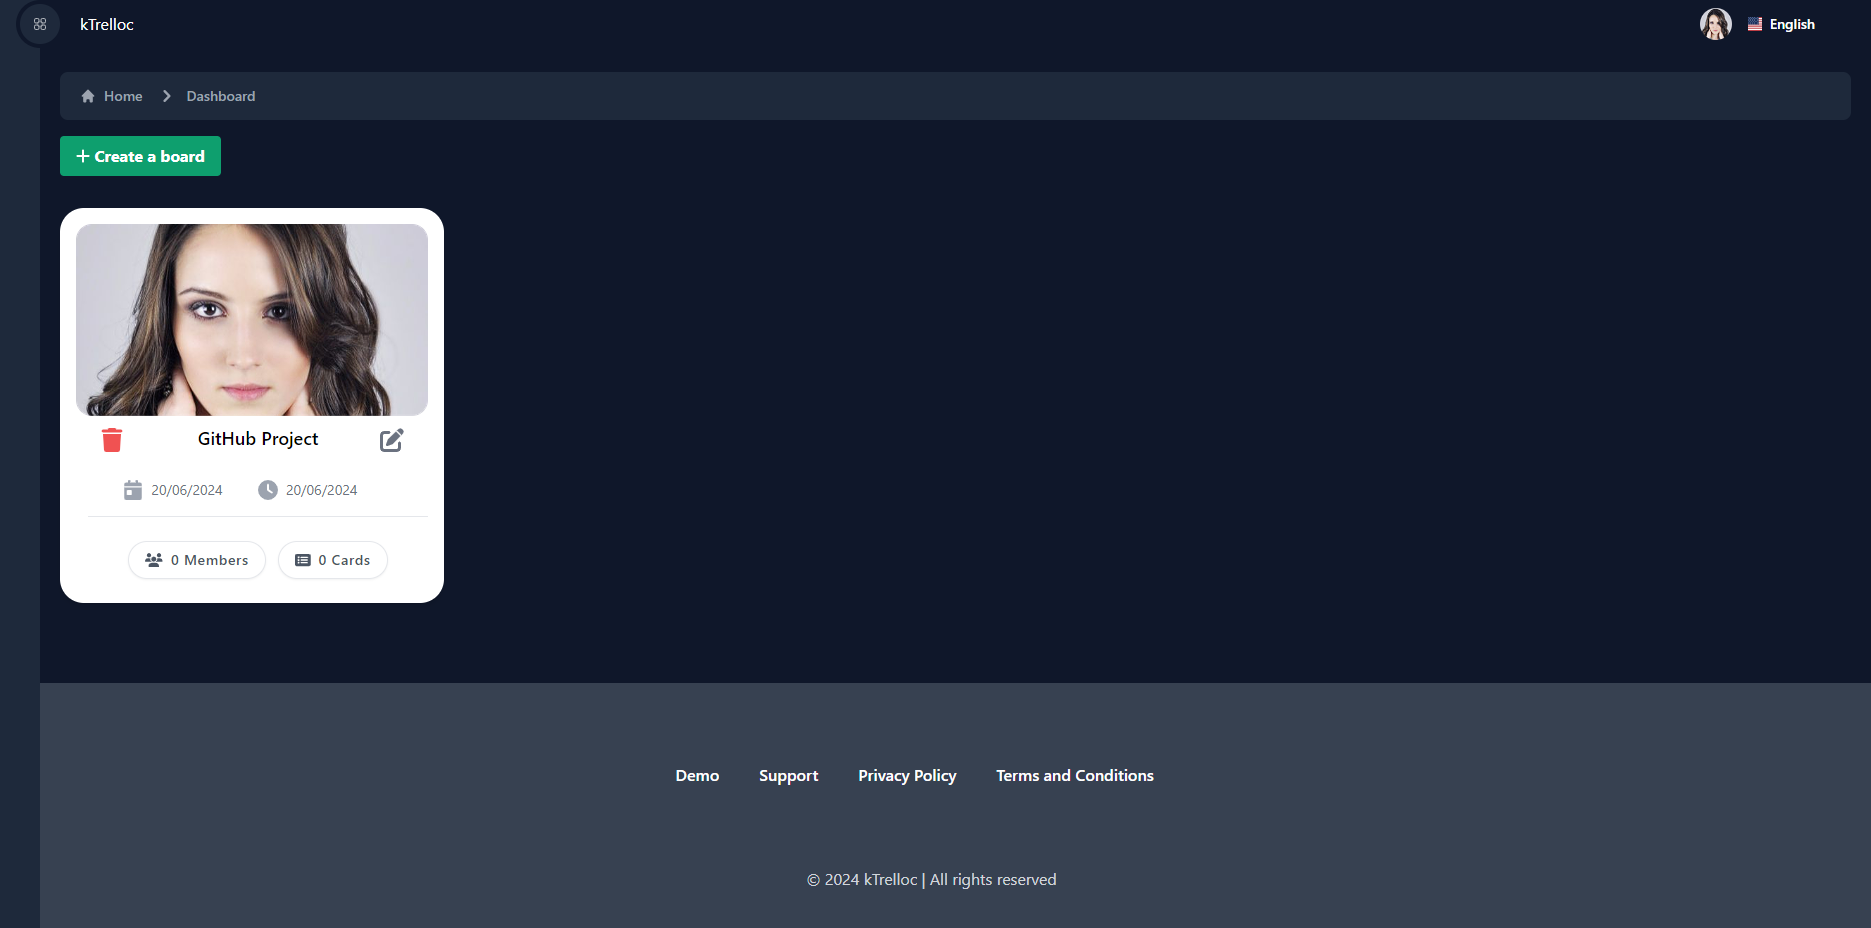 kTrelloc
English
Home
Dashboard
Create a board
GitHub Project
20/06/2024 20/06/2024
0 Members 0 Cards
Demo Support Privacy Policy Terms and Conditions
© 2024 kTrelloc | All rights reserved